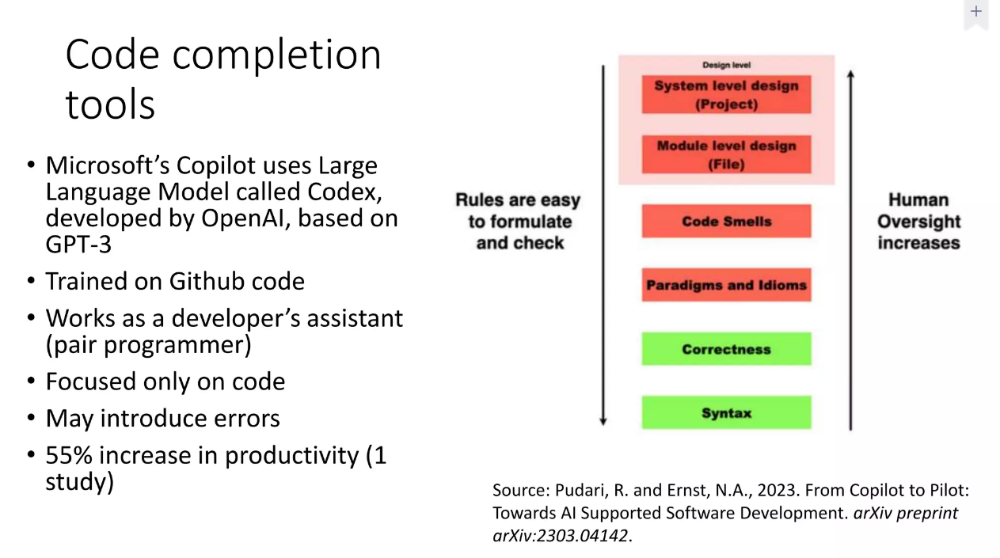 Code completion
tools
• Microsoft’s Copilot uses Large
Language Model called Codex,
developed by OpenAI, based on
GPT-3
• Trained on Github code
• Works as a developer’s assistant
(pair programmer)
• Focused only on code
• May introduce errors
• 55% increase in productivity (1
study)
Design level
System level design
(Project)
Module level design
(File)
Rules are easy
to formulate
and check
Code Smells
Human
Oversight
increases
Paradigms and Idioms
Correctness
Syntax
Source: Pudari, R. and Ernst, N.A., 2023. From Copilot to Pilot:
Towards AI Supported Software Development. arXiv preprint
arXiv:2303.04142.